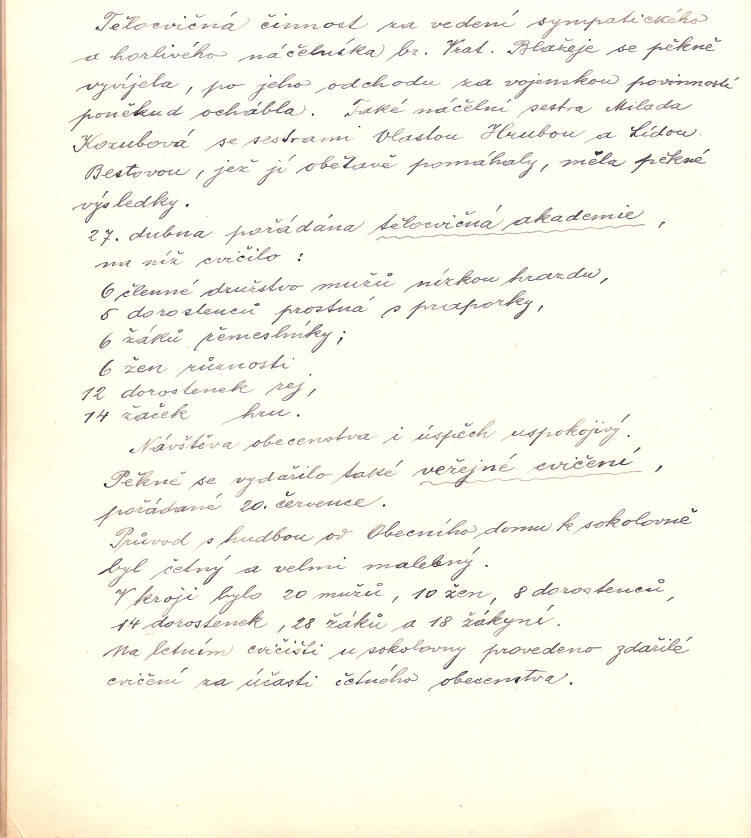 Tělocvičná činnost za vedení sympatického
a horlivého náčelníka br. Vrat. Blažeje se pěkně
vyvíjela, po jeho odchodu za vojenskou povinností
poněkud ochábla. Také náčelní sestra Milada
Kozubová se sestrami Vlastou Hrubou a Lídou
Bestovou, jež jí obětavě pomáhaly, měla pěkné
výsledky.
27. dubna pořádána tělocvičná akademie,
na níž cvičilo:
6 členné družstvo mužů nízkou hrazdu,
5 dorostenců prostná s praporky,
6 žáků řemeslníky;
6 žen různosti
12 dorostenek rej,
14 žaček hru.
Návštěva obecenstva i úspěch uspokojivý.
Pěkně se vydařilo také veřejné cvičení,
pořádané 20. července.
Průvod s hudbou od Obecního domu k sokolovně
byl četný a velmi malebný.
V kroji bylo 20 mužů, 10 žen, 8 dorostenců,
14 dorostenek, 28 žáků a 18 žákyní.
Na letním cvičišti u sokolovny provedeno zdařilé
cvičení za účasti četného obecenstva.